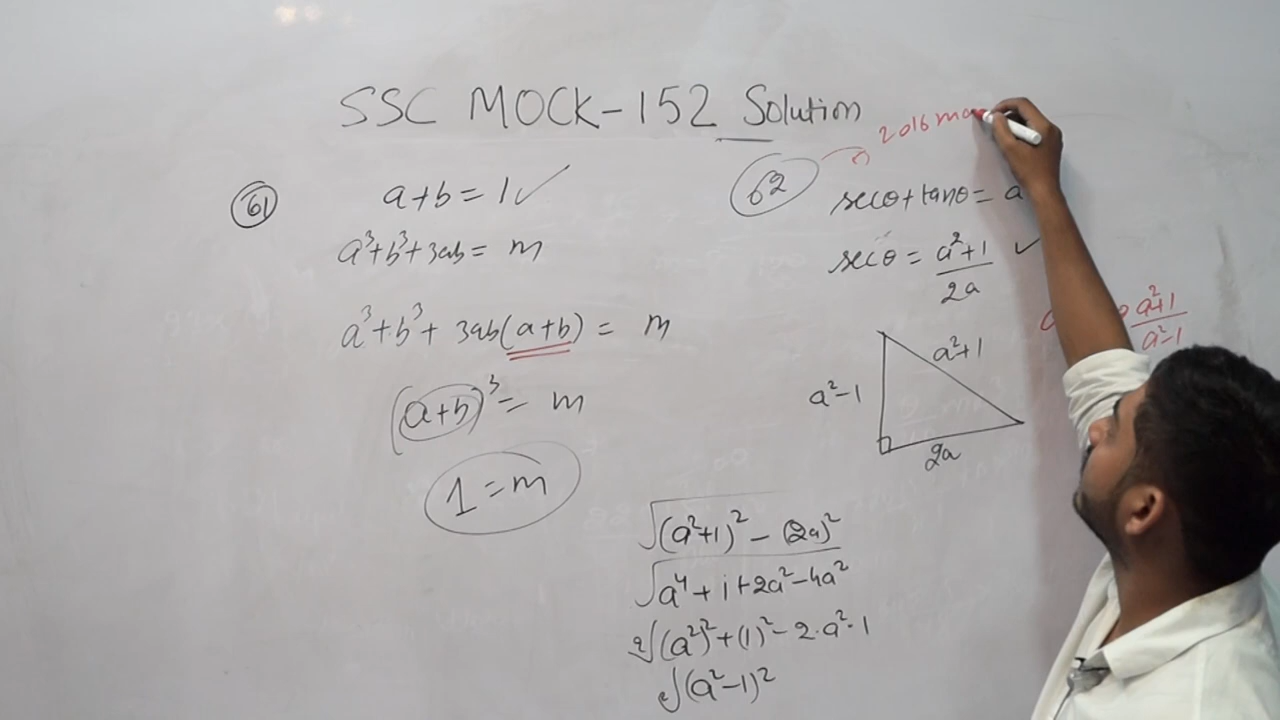 SSC MOCK-152 Solution
61
a+b = 1 ✓
a³+b³+3ab = m
a³+b³+ 3ab(a+b) = m
(a+b)³ = m
1 = m
62
2016 ma
secθ+tanθ = a
secθ = (a²+1)/2a ✓
a²+1
a²-1
2a
a²+1
a²-1
√(a²+1)² - (2a)²
√a⁴ + 1 + 2a² - 4a²
2√(a²)² + (1)² - 2·a²·1
√(a²-1)²